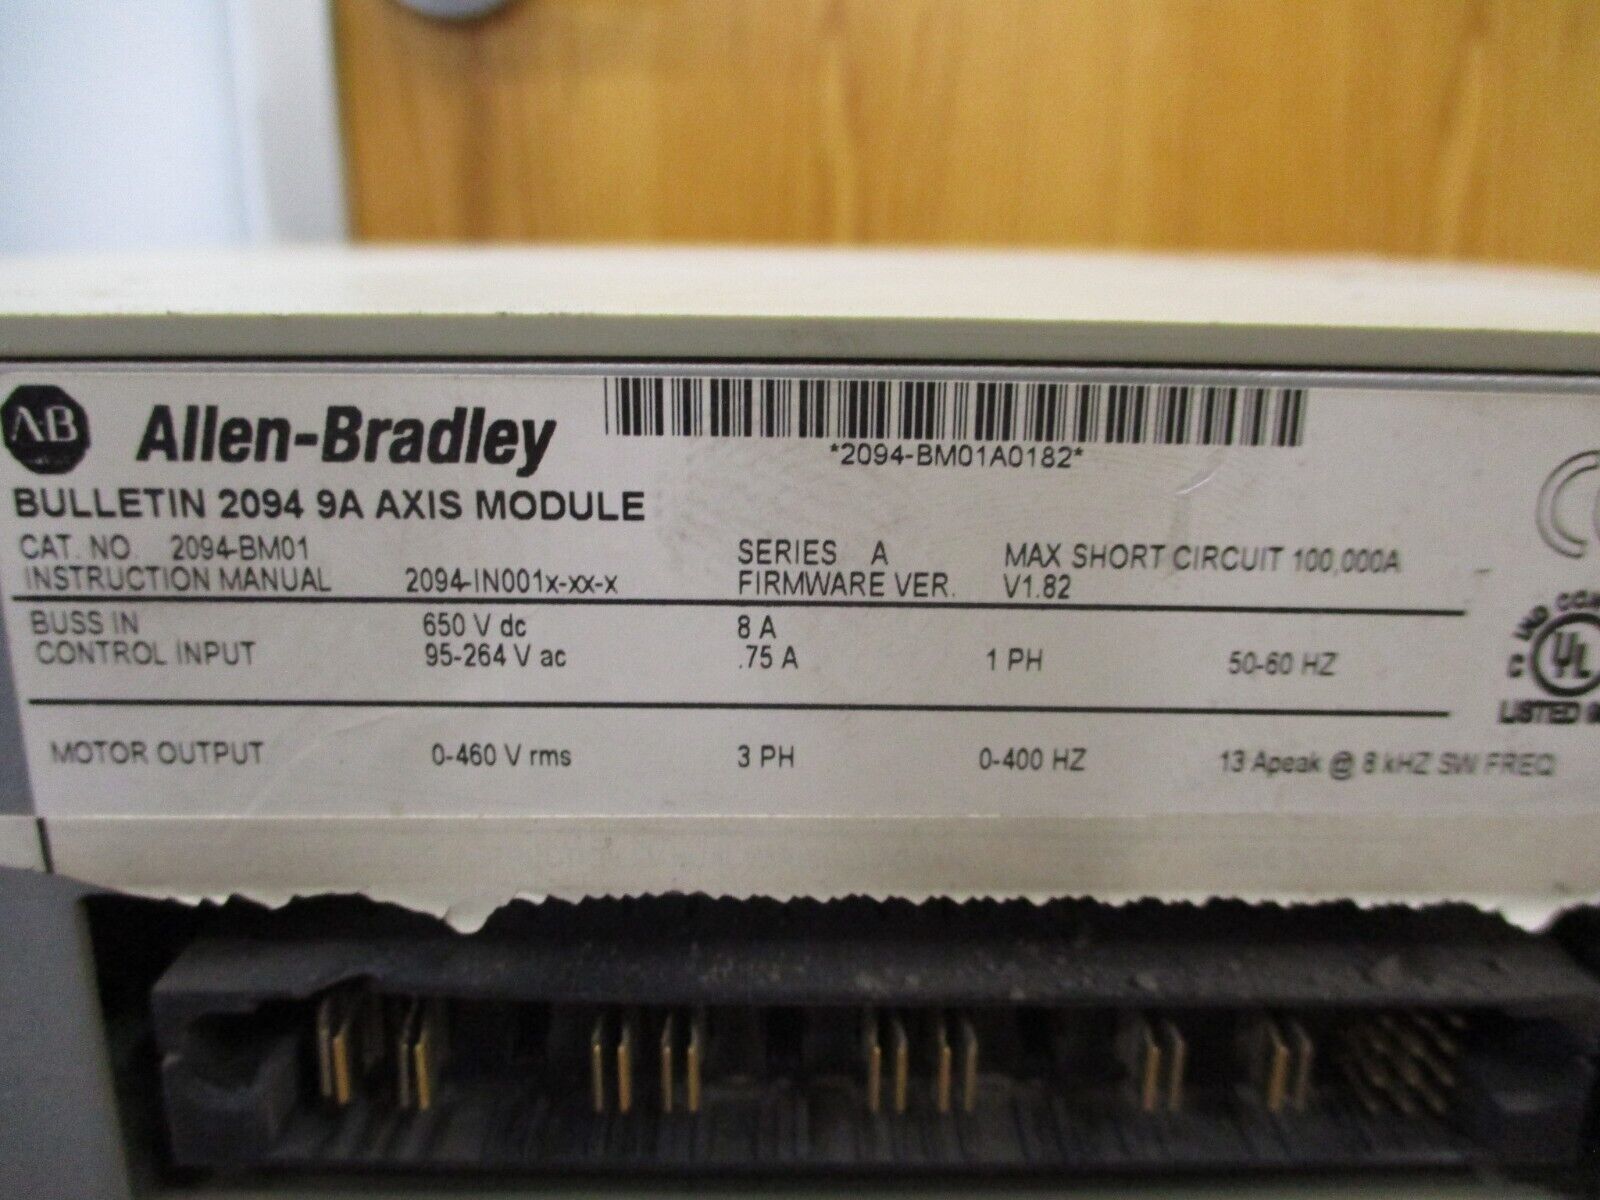 AB Allen-Bradley
*2094-BM01A0182*
BULLETIN 2094 9A AXIS MODULE
CAT. NO. 2094-BM01 SERIES A MAX SHORT CIRCUIT 100,000A
INSTRUCTION MANUAL 2094-IN001x-xx-x FIRMWARE VER. V1.82
BUSS IN 650 V dc 8 A
CONTROL INPUT 95-264 V ac .75 A 1 PH 50-60 HZ
MOTOR OUTPUT 0-460 V rms 3 PH 0-400 HZ 13 Apeak @ 8 kHZ SW FREQ
C UL
LISTED